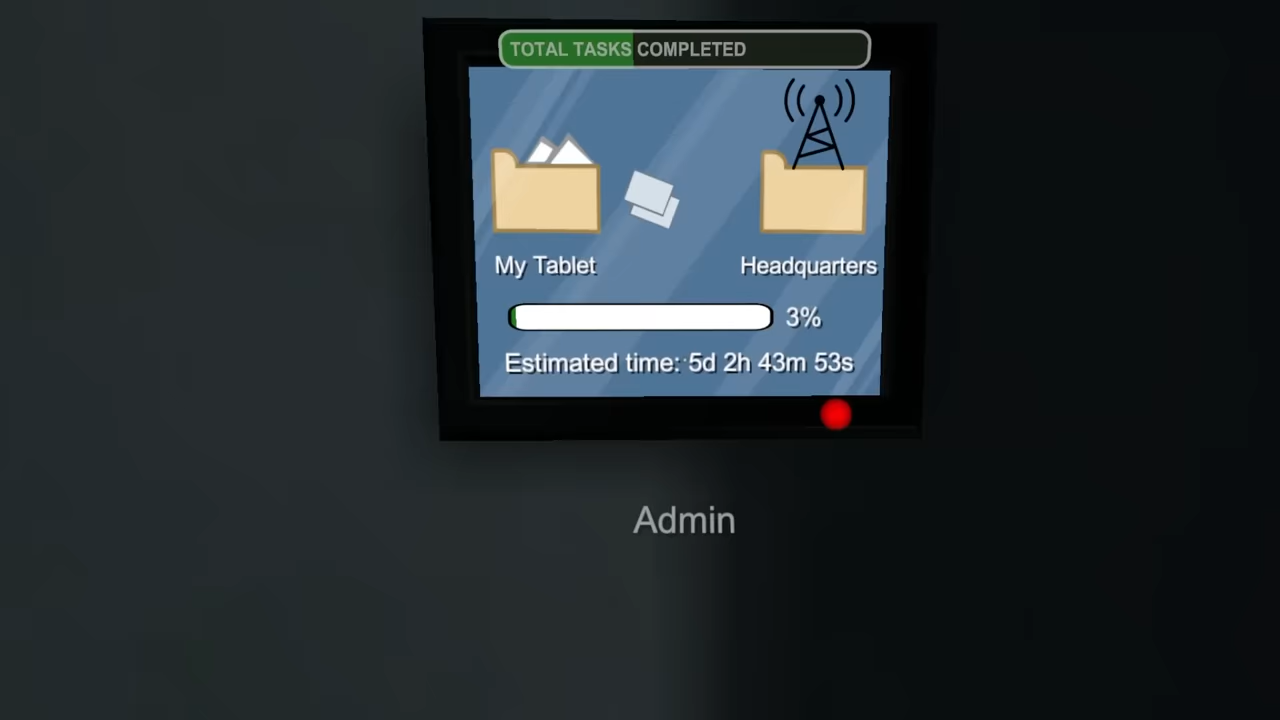 TOTAL TASKS COMPLETED
My Tablet
Headquarters
3%
Estimated time: 5d 2h 43m 53s
Admin